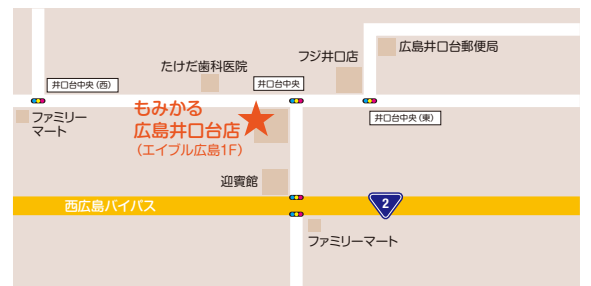 広島井口台郵便局
フジ井口店
たけだ歯科医院
井口台中央(西)
井口台中央
もみかる
広島井口台店
(エイブル広島1F)
井口台中央(東)
ファミリー
マート
迎賓館
西広島バイパス
2
ファミリーマート